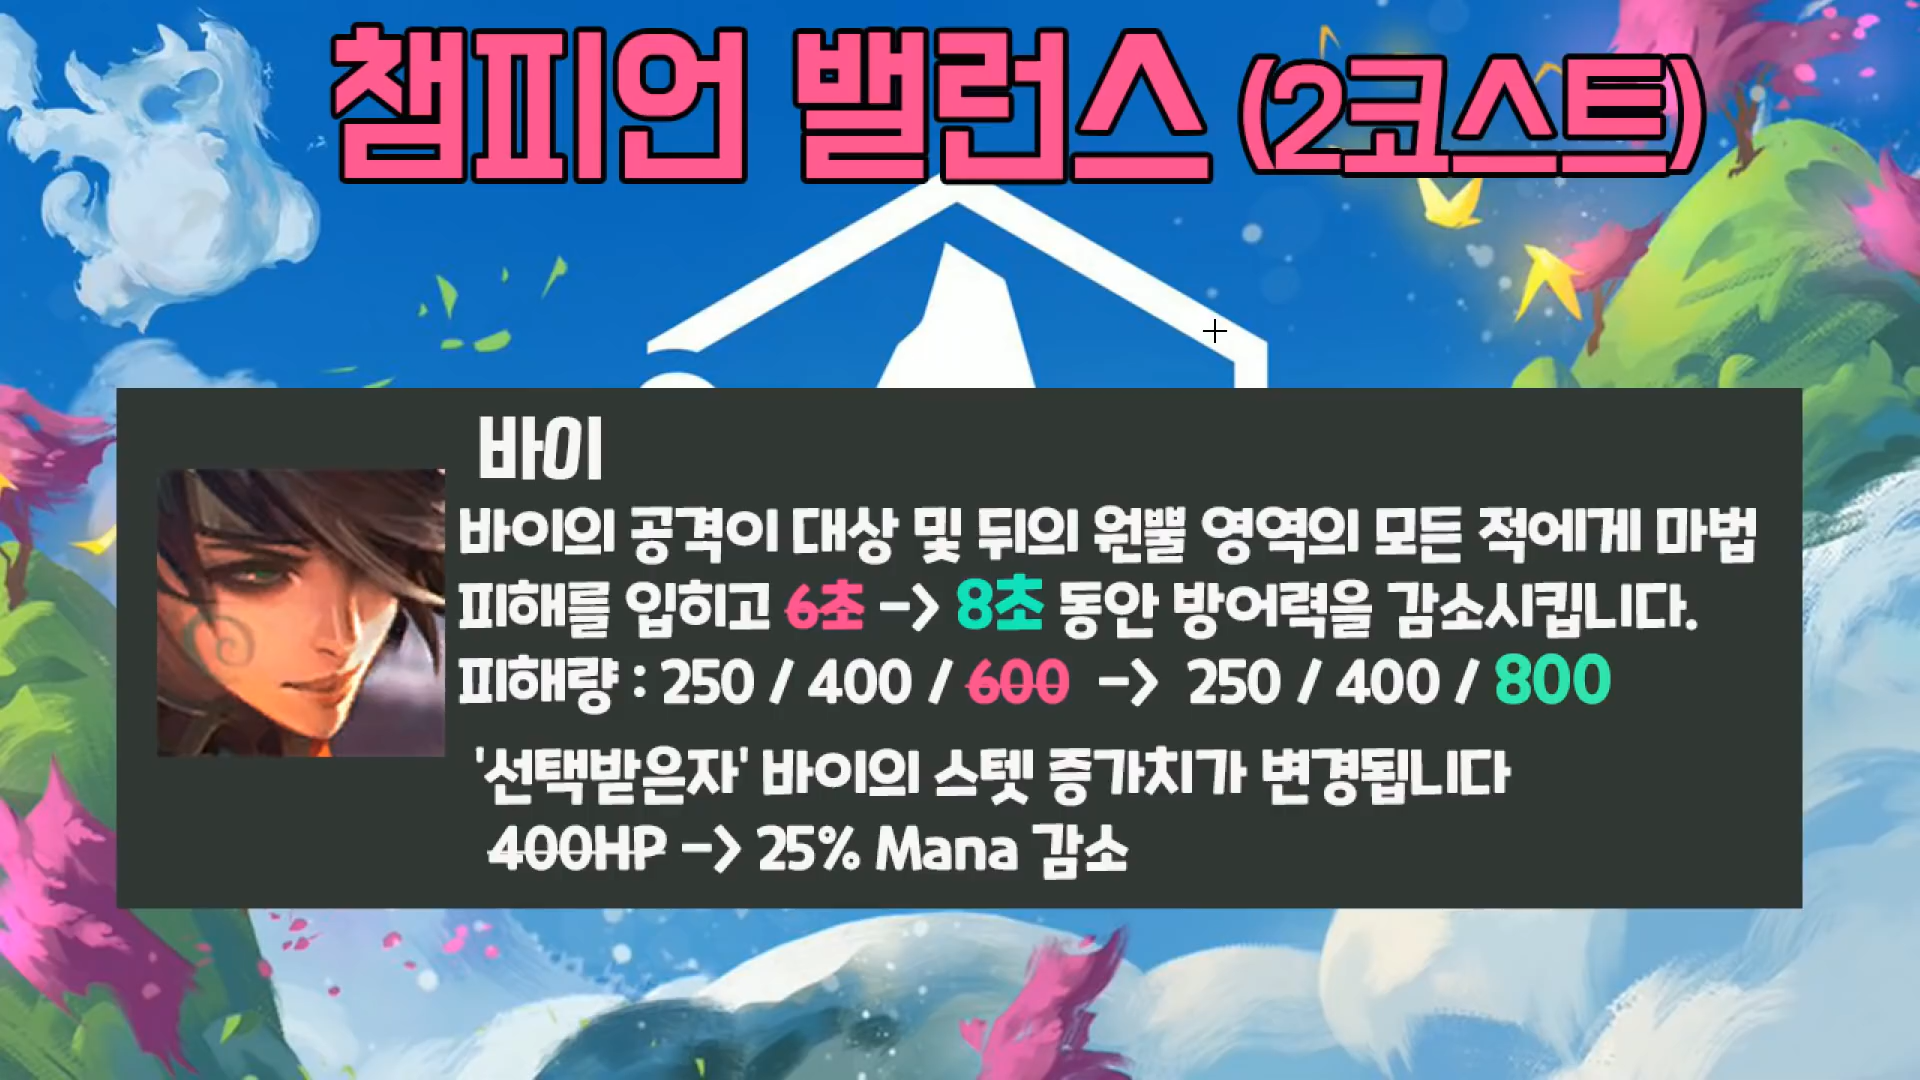 챔피언 밸런스 (2코스트)
바이
바이의 공격이 대상 및 뒤의 원뿔 영역의 모든 적에게 마법
피해를 입히고 6초 -> 8초 동안 방어력을 감소시킵니다.
피해량 : 250 / 400 / 600 -> 250 / 400 / 800
'선택받은자' 바이의 스텟 증가치가 변경됩니다
400HP -> 25% Mana 감소